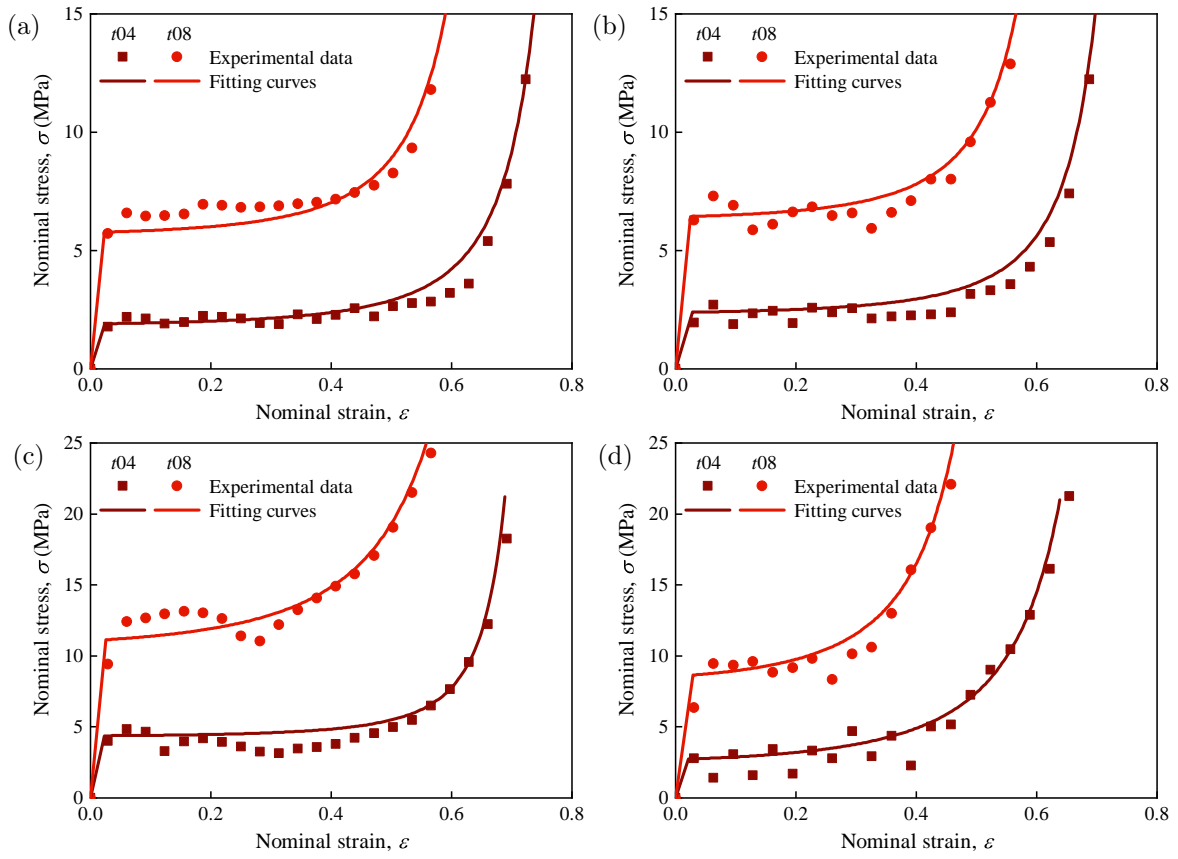 (a)
15
10
5
0
0.0 0.2 0.4 0.6 0.8
Nominal stress, σ (MPa)
Nominal strain, ε
t04 t08
Experimental data
Fitting curves
(b)
15
10
5
0
0.0 0.2 0.4 0.6 0.8
Nominal stress, σ (MPa)
Nominal strain, ε
t04 t08
Experimental data
Fitting curves
(c)
25
20
15
10
5
0
0.0 0.2 0.4 0.6 0.8
Nominal stress, σ (MPa)
Nominal strain, ε
t04 t08
Experimental data
Fitting curves
(d)
25
20
15
10
5
0
0.0 0.2 0.4 0.6 0.8
Nominal stress, σ (MPa)
Nominal strain, ε
t04 t08
Experimental data
Fitting curves